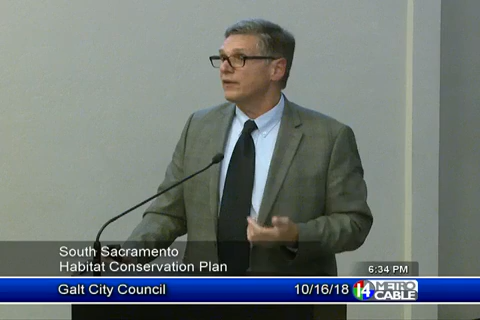 South Sacramento
Habitat Conservation Plan
6:34 PM
Galt City Council 10/16/18 14 METRO
CABLE